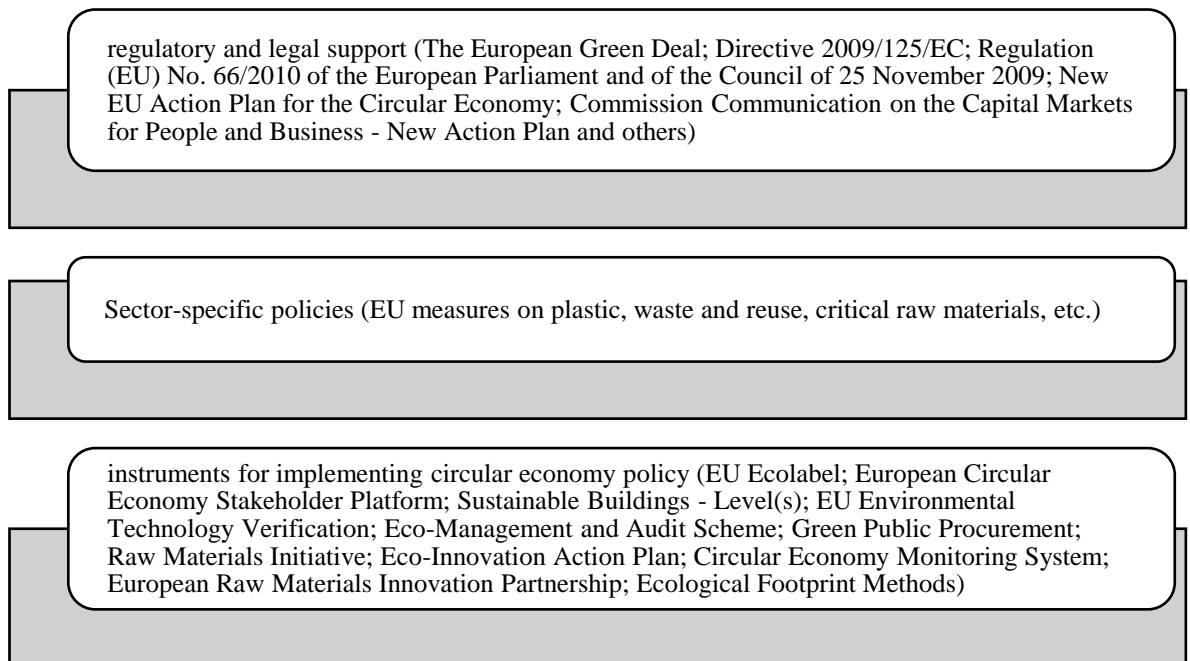 regulatory and legal support (The European Green Deal; Directive 2009/125/EC; Regulation
(EU) No. 66/2010 of the European Parliament and of the Council of 25 November 2009; New
EU Action Plan for the Circular Economy; Commission Communication on the Capital Markets
for People and Business - New Action Plan and others)
Sector-specific policies (EU measures on plastic, waste and reuse, critical raw materials, etc.)
instruments for implementing circular economy policy (EU Ecolabel; European Circular
Economy Stakeholder Platform; Sustainable Buildings - Level(s); EU Environmental
Technology Verification; Eco-Management and Audit Scheme; Green Public Procurement;
Raw Materials Initiative; Eco-Innovation Action Plan; Circular Economy Monitoring System;
European Raw Materials Innovation Partnership; Ecological Footprint Methods)